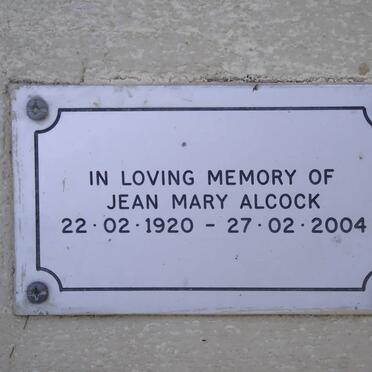 IN LOVING MEMORY OF
JEAN MARY ALCOCK
22·02·1920 - 27·02·2004